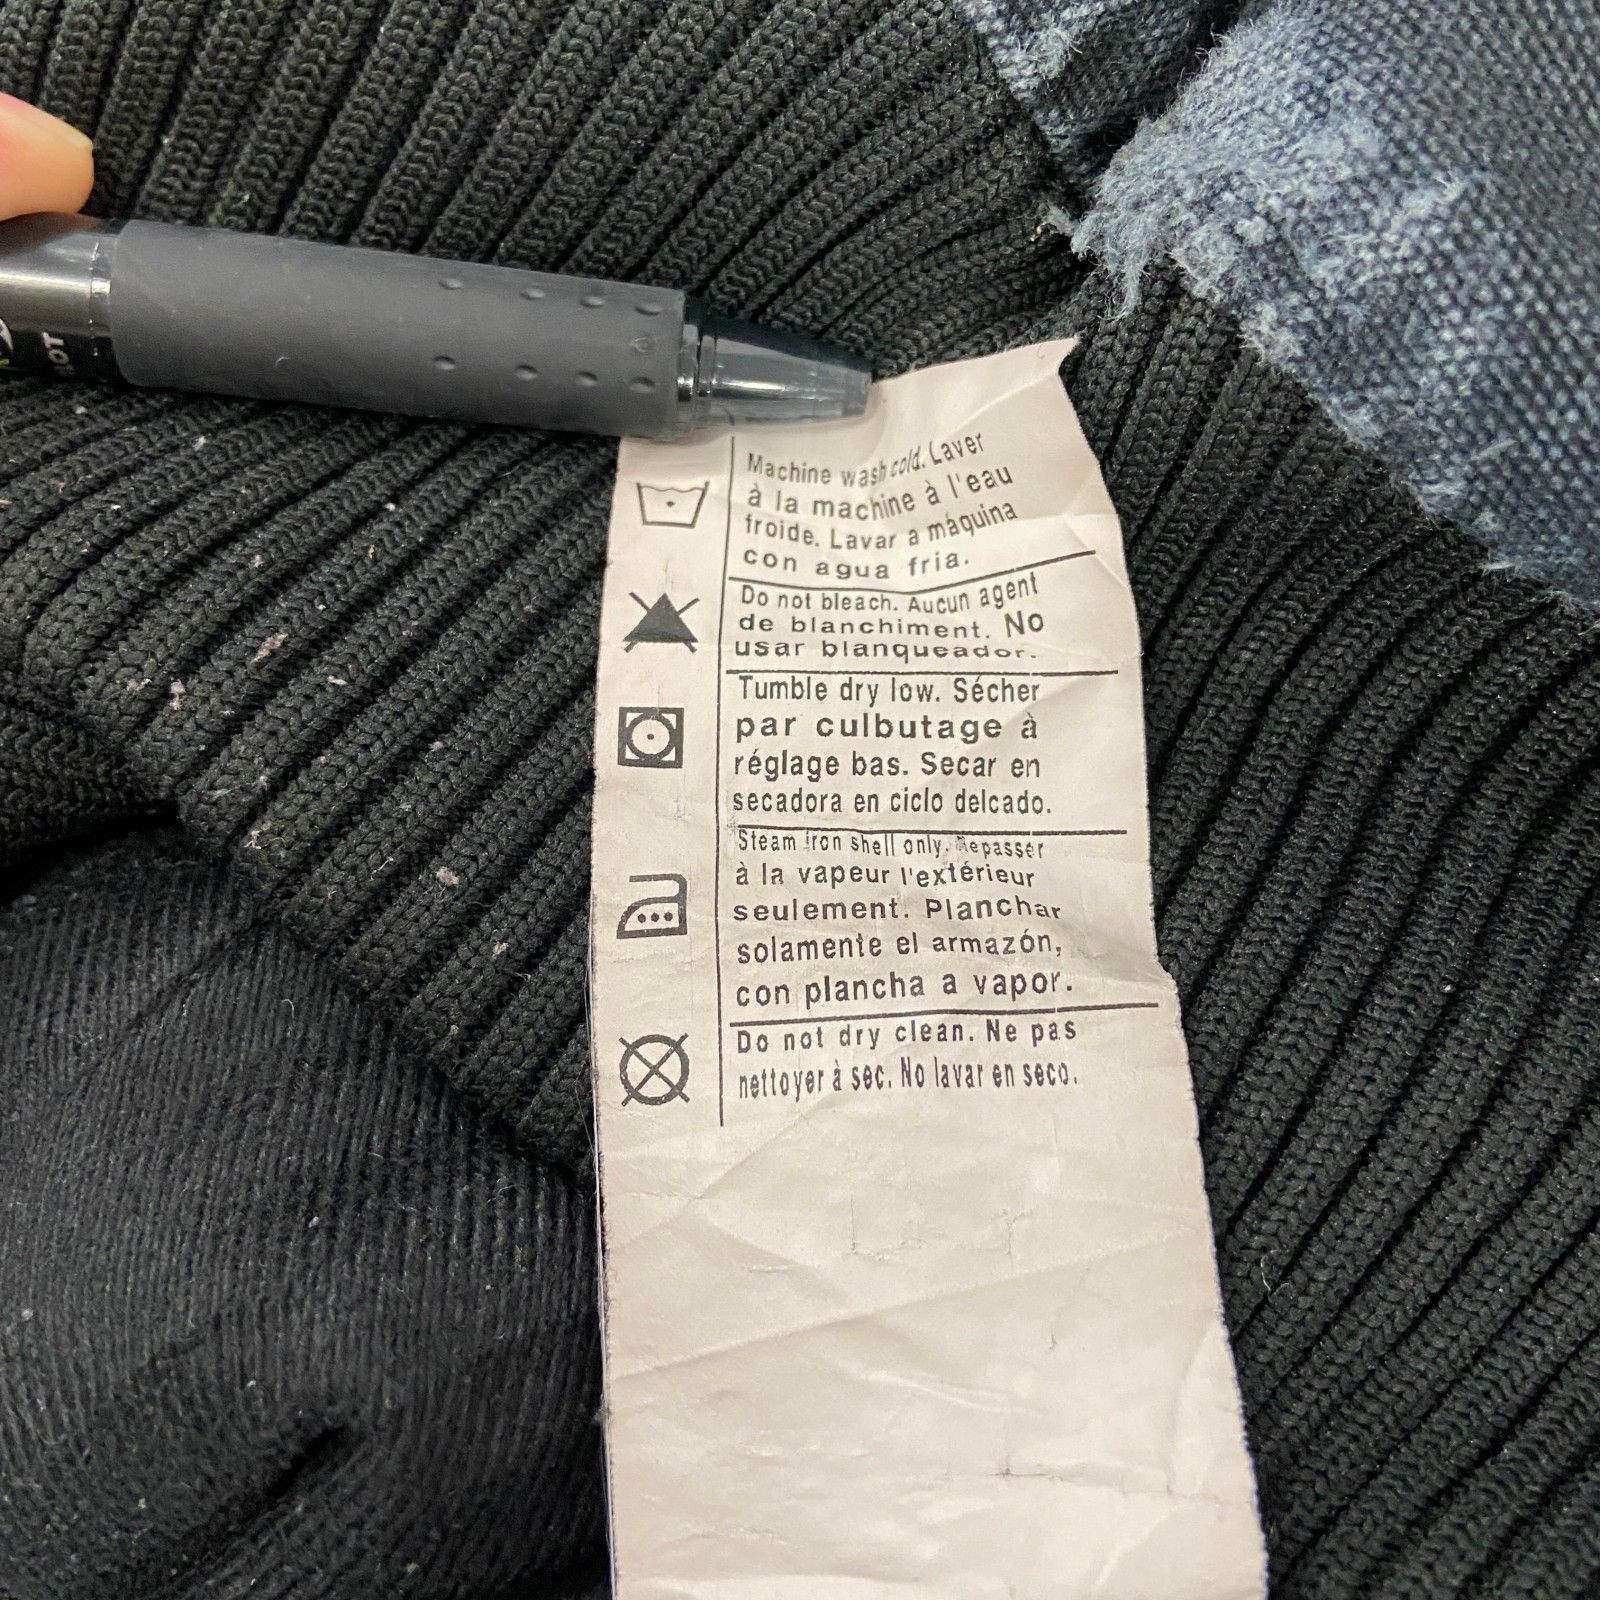 LOT
Machine wash cold. Laver
à la machine à l'eau
froide. Lavar a màquina
con agua fria.
Do not bleach. Aucun agent
de blanchiment. No
usar blanqueador.
Tumble dry low. Sécher
par culbutage à
réglage bas. Secar en
secadora en ciclo delcado.
Steam iron shell only. Repasser
à la vapeur l'extérieur
seulement. Planchar
solamente el armazón,
con plancha a vapor.
Do not dry clean. Ne pas
nettoyer à sec. No lavar en seco.